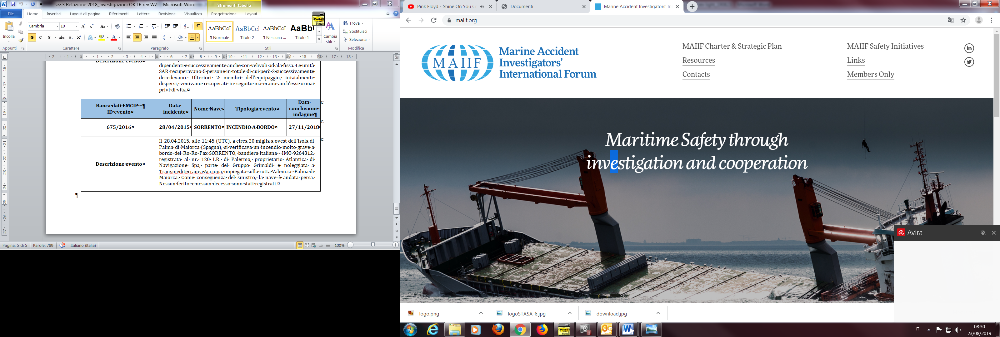 sez.3 Relazione 2018_Investigazioni OK LR rev WZ - Microsoft Word
Strumenti tabella
File Home Inserisci Layout di pagina Riferimenti Lettere Revisione Visualizza Progettazione Layout
Cambria 10
Incolla
G C S abc x₂ x²
AaBbCcI AaBbCc AaBbCcI AaBb
¶ Normale Titolo 2 ¶ Nessuna ... Titolo 1
Cambia stili
Post-it Notes
Trova
Sostituisci
Seleziona
Appunti Carattere Paragrafo Stili Modifica
Descrizione evento¤
dipendenti e successivamente anche con velivoli ad ala fissa. Le unità
SAR recuperavano 5 persone in totale di cui però 2 successivamente
decedevano. Ulteriori 2 membri dell'equipaggio, inizialmente
dispersi, venivano recuperati in seguito ma erano anch'essi ormai
privi di vita.¤
Banca dati EMCIP –¶
ID evento¤
Data
incidente¤
Nome Nave¤
Tipologia evento¤
Data
conclusione
indagine¶
675/2016¤ 28/04/2015¤ SORRENTO¤ INCENDIO A BORDO¤ 27/11/2018¤
Descrizione evento¤
Il 28.04.2015, alle 11:45 (UTC), a circa 20 miglia a ovest dell'isola di
Palma di Maiorca (Spagna), si verificava un incendio molto grave a
bordo del Ro-Ro-Pax SORRENTO, bandiera italiana - IMO 9264312,
registrata al nr. 120 I.R. di Palermo, proprietario Atlantica di
Navigazione Spa, parte del Gruppo Grimaldi e noleggiata a
Transmediterranea Acciona, impiegata sulla rotta Valencia- Palma di
Maiorca. Come conseguenza del sinistro, la nave è andata persa.
Nessun ferito e nessun decesso sono stati registrati.¤
¶
Pagina: 5 di 5 Parole: 789 Italiano (Italia) 100%
Pink Floyd - Shine On You C
Documenti
Marine Accident Investigators' In
maiif.org
MAIIF
Marine Accident
Investigators'
International Forum
MAIIF Charter & Strategic Plan
Resources
Contacts
MAIIF Safety Initiatives
Links
Members Only
in
Maritime Safety through
investigation and cooperation
Avira
logo.png
logoSTASA_6.jpg
download.jpg
Post-it Notes
IT
08:30
23/08/2019